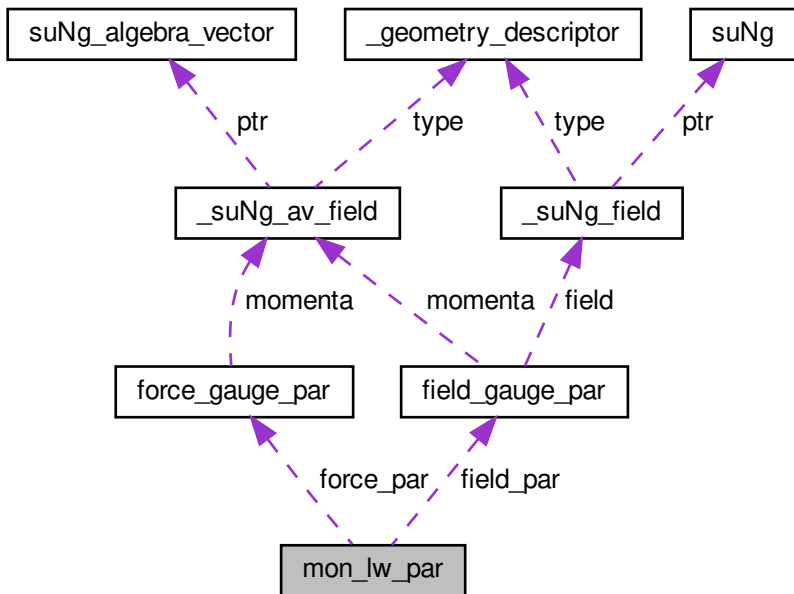 suNg_algebra_vector
_geometry_descriptor
suNg
ptr
type
type
ptr
_suNg_av_field
_suNg_field
momenta
momenta
field
force_gauge_par
field_gauge_par
force_par
field_par
mon_lw_par